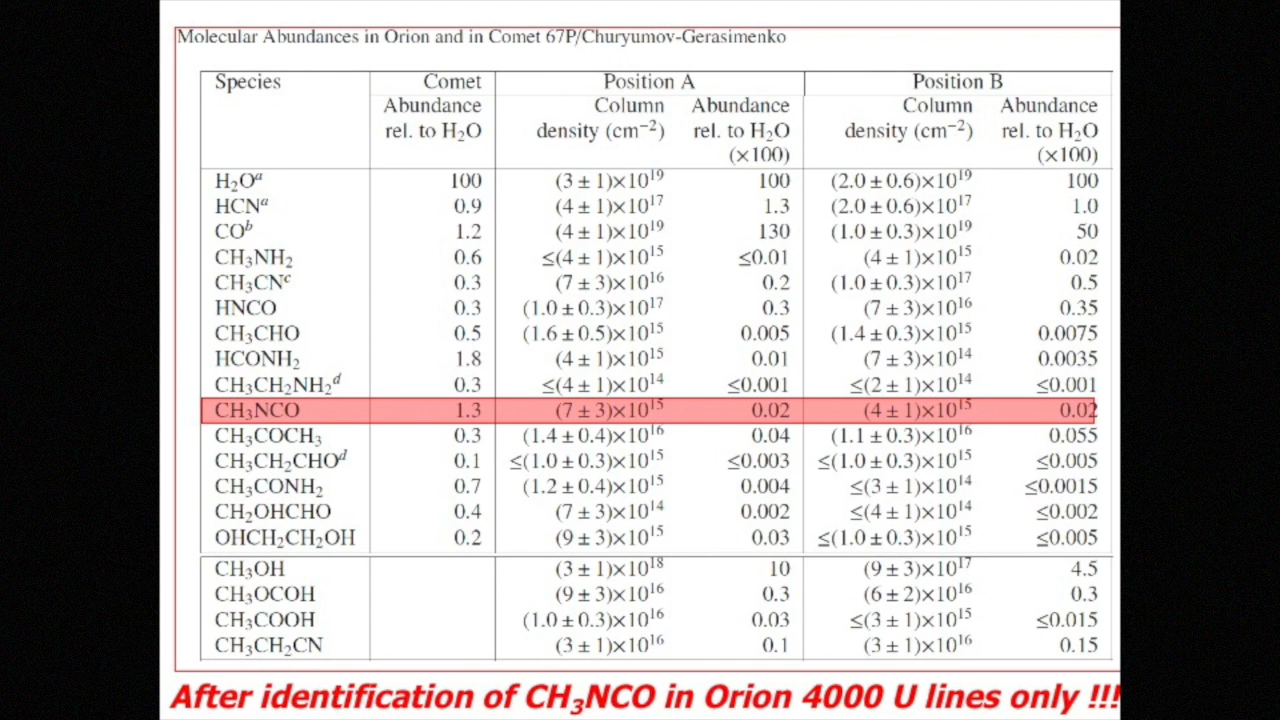 Molecular Abundances in Orion and in Comet 67P/Churyumov-Gerasimenko
Species Comet Position A Position B
Abundance Column Abundance Column Abundance
rel. to H₂O density (cm⁻²) rel. to H₂O density (cm⁻²) rel. to H₂O
(×100) (×100)
H₂Oᵃ 100 (3 ± 1)×10¹⁹ 100 (2.0 ± 0.6)×10¹⁹ 100
HCNᵃ 0.9 (4 ± 1)×10¹⁷ 1.3 (2.0 ± 0.6)×10¹⁷ 1.0
COᵇ 1.2 (4 ± 1)×10¹⁹ 130 (1.0 ± 0.3)×10¹⁹ 50
CH₃NH₂ 0.6 ≤(4 ± 1)×10¹⁵ ≤0.01 (4 ± 1)×10¹⁵ 0.02
CH₃CNᶜ 0.3 (7 ± 3)×10¹⁶ 0.2 (1.0 ± 0.3)×10¹⁷ 0.5
HNCO 0.3 (1.0 ± 0.3)×10¹⁷ 0.3 (7 ± 3)×10¹⁶ 0.35
CH₃CHO 0.5 (1.6 ± 0.5)×10¹⁵ 0.005 (1.4 ± 0.3)×10¹⁵ 0.0075
HCONH₂ 1.8 (4 ± 1)×10¹⁵ 0.01 (7 ± 3)×10¹⁴ 0.0035
CH₃CH₂NH₂ᵈ 0.3 ≤(4 ± 1)×10¹⁴ ≤0.001 ≤(2 ± 1)×10¹⁴ ≤0.001
CH₃NCO 1.3 (7 ± 3)×10¹⁵ 0.02 (4 ± 1)×10¹⁵ 0.02
CH₃COCH₃ 0.3 (1.4 ± 0.4)×10¹⁶ 0.04 (1.1 ± 0.3)×10¹⁶ 0.055
CH₃CH₂CHOᵈ 0.1 ≤(1.0 ± 0.3)×10¹⁵ ≤0.003 ≤(1.0 ± 0.3)×10¹⁵ ≤0.005
CH₃CONH₂ 0.7 (1.2 ± 0.4)×10¹⁵ 0.004 ≤(3 ± 1)×10¹⁴ ≤0.0015
CH₂OHCHO 0.4 (7 ± 3)×10¹⁴ 0.002 ≤(4 ± 1)×10¹⁴ ≤0.002
OHCH₂CH₂OH 0.2 (9 ± 3)×10¹⁵ 0.03 ≤(1.0 ± 0.3)×10¹⁵ ≤0.005
CH₃OH (3 ± 1)×10¹⁸ 10 (9 ± 3)×10¹⁷ 4.5
CH₃OCOH (9 ± 3)×10¹⁶ 0.3 (6 ± 2)×10¹⁶ 0.3
CH₃COOH (1.0 ± 0.3)×10¹⁶ 0.03 ≤(3 ± 1)×10¹⁵ ≤0.015
CH₃CH₂CN (3 ± 1)×10¹⁶ 0.1 (3 ± 1)×10¹⁶ 0.15
After identification of CH₃NCO in Orion 4000 U lines only !!!